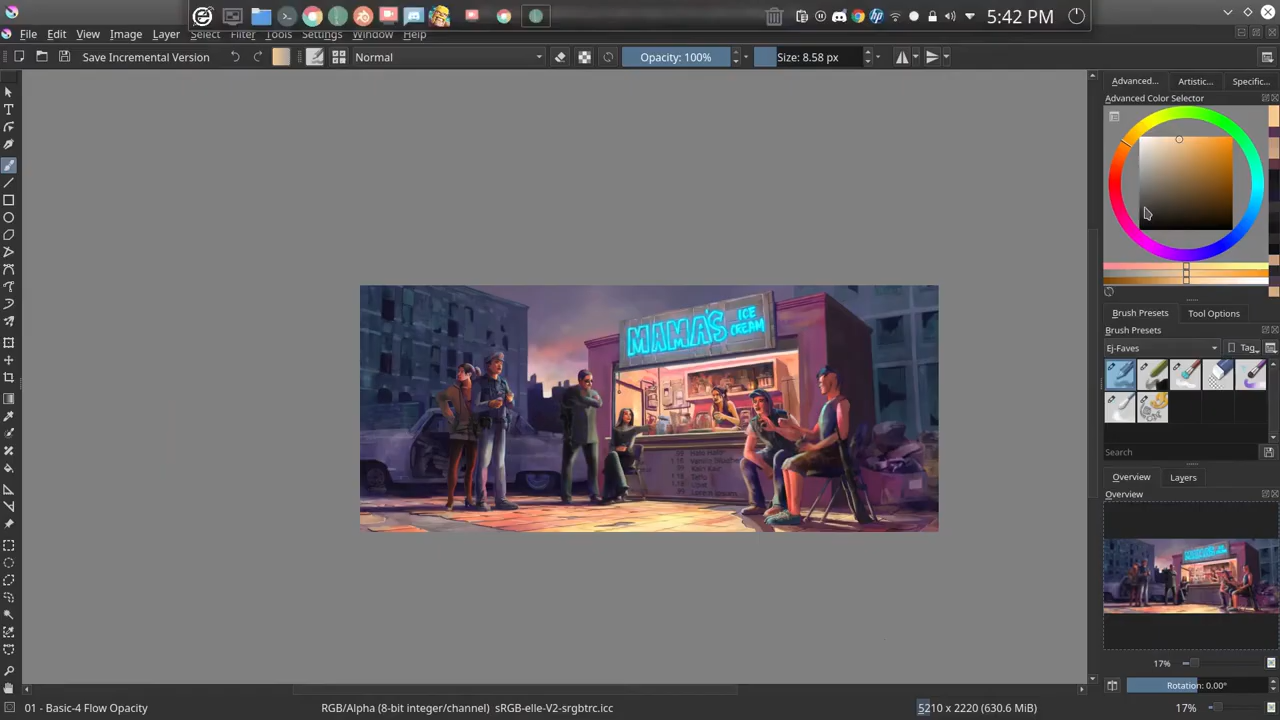 5:42 PM
File Edit View Image Layer Select Filter Tools Settings Window Help
Save Incremental Version Normal Opacity: 100% Size: 8.58 px
Advanced... Artistic... Specific...
Advanced Color Selector
MAMA'S ICE
CREAM
Brush Presets Tool Options
Brush Presets
Ej-Faves Tag
Search
Overview Layers
Overview
MAMA'S ICE
CREAM
17%
Rotation: 0.00°
01 - Basic-4 Flow Opacity RGB/Alpha (8-bit integer/channel) sRGB-elle-V2-srgbtrc.icc 5210 x 2220 (630.6 MiB) 17%